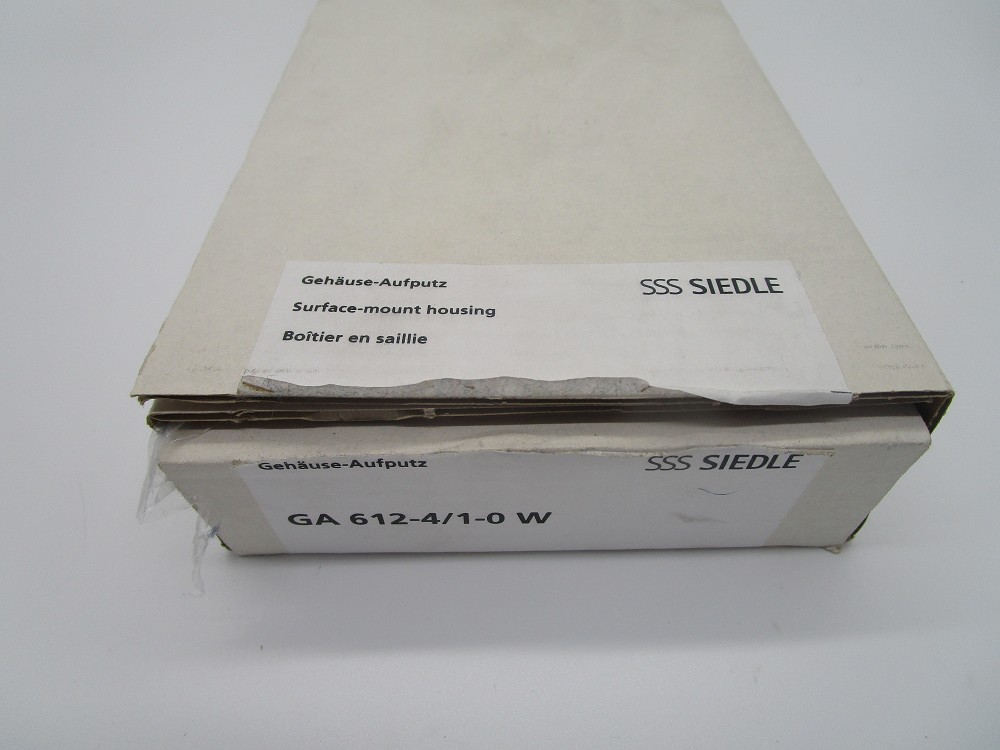 Gehäuse-Aufputz
SSS SIEDLE
Surface-mount housing
Boîtier en saillie
Gehäuse-Aufputz
SSS SIEDLE
GA 612-4/1-0 W